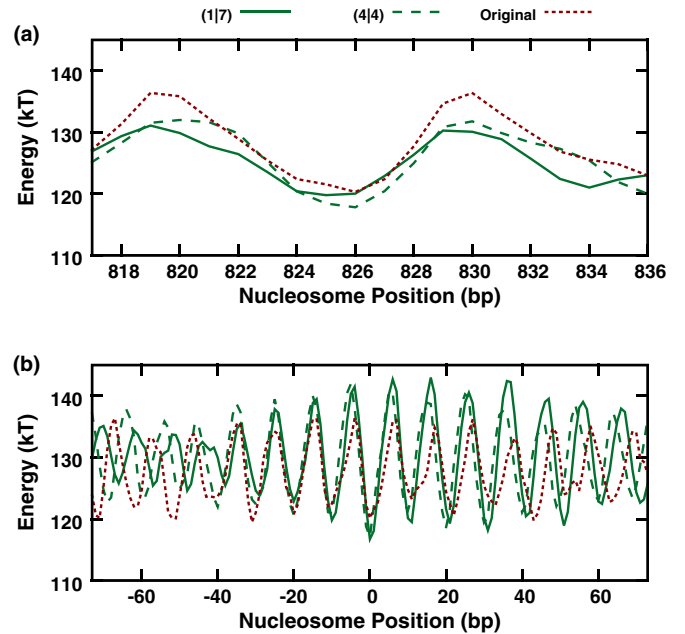 (1|7) (4|4) Original
(a)
140
130
120
110
Energy (kT)
818 820 822 824 826 828 830 832 834 836
Nucleosome Position (bp)
(b)
140
130
120
110
Energy (kT)
-60 -40 -20 0 20 40 60
Nucleosome Position (bp)